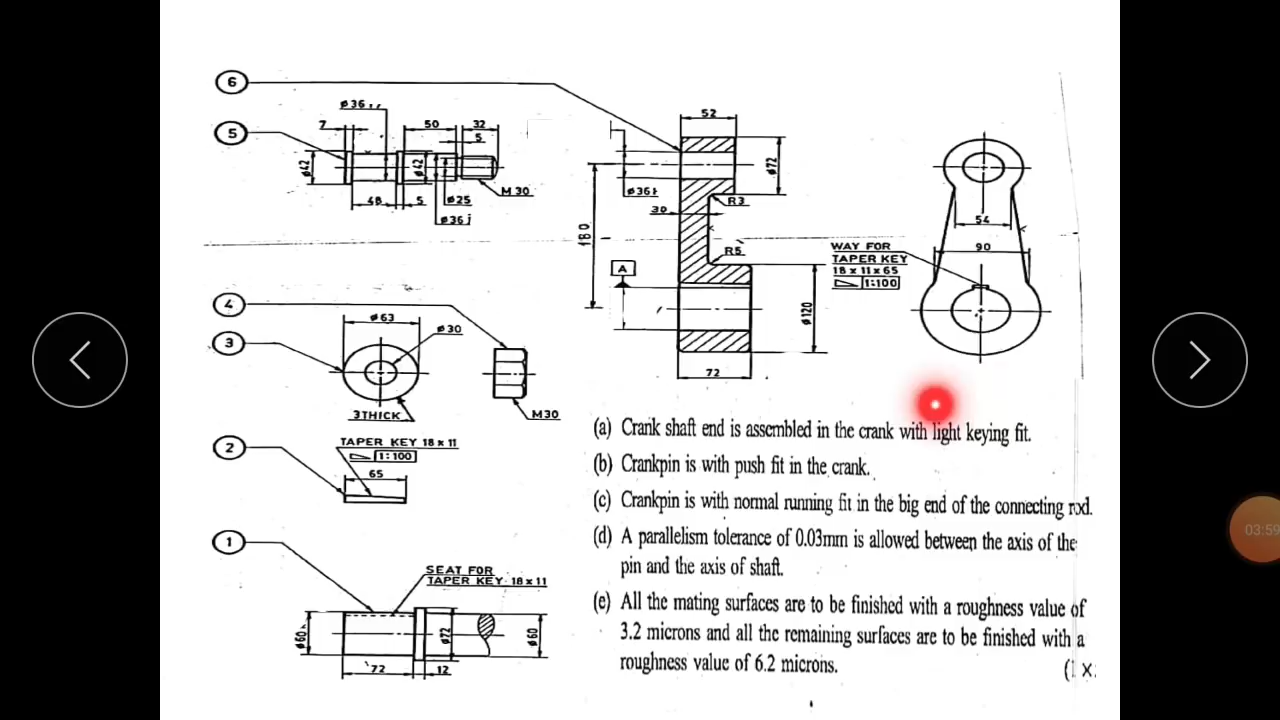 6
5
ø36
7
50
32
5
ø42
ø42
48
5
ø25
ø36j
M30
4
3
ø63
ø30
3THICK
M30
2
TAPER KEY 18 x 11
1:100
65
1
SEAT FOR
TAPER KEY 18 x 11
ø60
ø72
ø60
72
12
52
ø72
ø36
30
R3
180
R5
A
ø120
72
WAY FOR
TAPER KEY
18 x 11 x 65
1:100
54
90
(a) Crank shaft end is assembled in the crank with light keying fit.
(b) Crankpin is with push fit in the crank.
(c) Crankpin is with normal running fit in the big end of the connecting rod.
(d) A parallelism tolerance of 0.03mm is allowed between the axis of the
pin and the axis of shaft.
(e) All the mating surfaces are to be finished with a roughness value of
3.2 microns and all the remaining surfaces are to be finished with a
roughness value of 6.2 microns.
03:59